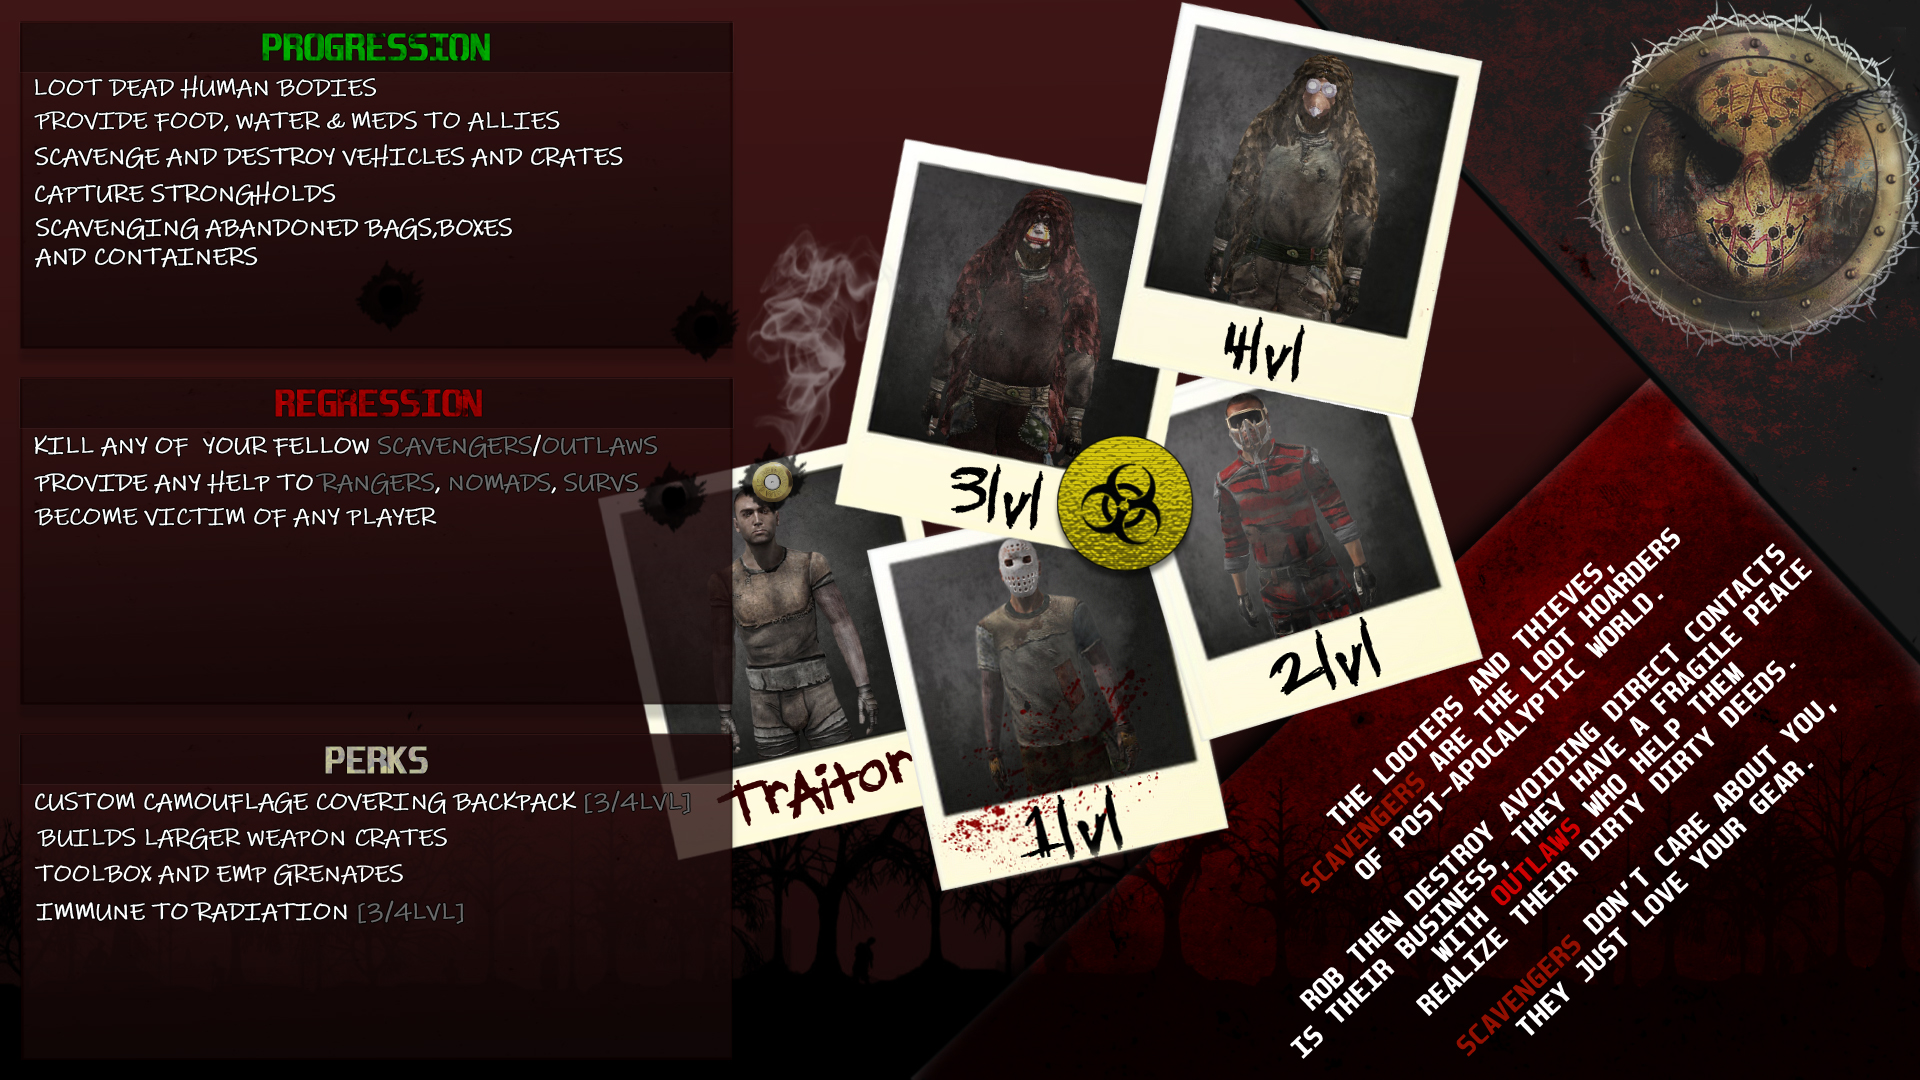 PROGRESSION
LOOT DEAD HUMAN BODIES
PROVIDE FOOD, WATER & MEDS TO ALLIES
SCAVENGE AND DESTROY VEHICLES AND CRATES
CAPTURE STRONGHOLDS
SCAVENGING ABANDONED BAGS,BOXES
AND CONTAINERS
REGRESSION
KILL ANY OF YOUR FELLOW SCAVENGERS/OUTLAWS
PROVIDE ANY HELP TO RANGERS, NOMADS, SURVS
BECOME VICTIM OF ANY PLAYER
PERKS
CUSTOM CAMOUFLAGE COVERING BACKPACK [3/4LVL]
BUILDS LARGER WEAPON CRATES
TOOLBOX AND EMP GRENADES
IMMUNE TO RADIATION [3/4LVL]
Traitor
1lvl
2lvl
3lvl
4lvl
THE LOOTERS AND THIEVES,
SCAVENGERS ARE THE LOOT HOARDERS
OF POST-APOCALYPTIC WORLD.
ROB THEN DESTROY AVOIDING DIRECT CONTACTS
IS THEIR BUSINESS, THEY HAVE A FRAGILE PEACE
WITH OUTLAWS WHO HELP THEM
REALIZE THEIR DIRTY DIRTY DEEDS.
SCAVENGERS DON'T CARE ABOUT YOU,
THEY JUST LOVE YOUR GEAR.